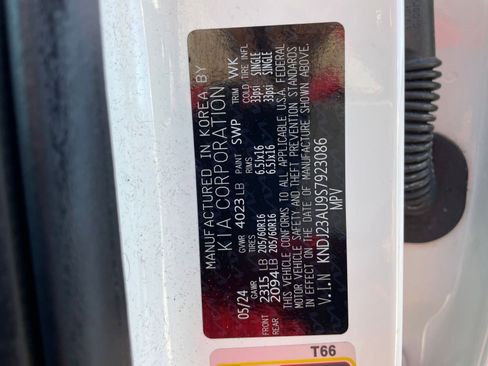 MANUFACTURED IN KOREA BY
KIA CORPORATION
05/24 GVWR 4023 LB PAINT SWP TRIM WK
GAWR TIRES RIMS COLD TIRE INFL
FRONT 2315 LB 205/60R16 6.5Jx16 33psi SINGLE
REAR 2094LB 205/60R16 6.5Jx16 33psi SINGLE
THIS VEHICLE CONFORMS TO ALL APPLICABLE U.S.A. FEDERAL
MOTOR VEHICLE SAFETY AND THEFT PREVENTION STANDARDS
IN EFFECT ON THE DATE OF MANUFACTURE SHOWN ABOVE.
V.I.N KNDJ23AU9S7923086
MPV
T66